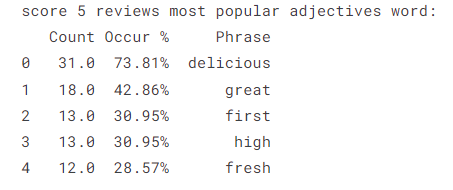 score 5 reviews most popular adjectives word:
Count Occur % Phrase
0 31.0 73.81% delicious
1 18.0 42.86% great
2 13.0 30.95% first
3 13.0 30.95% high
4 12.0 28.57% fresh